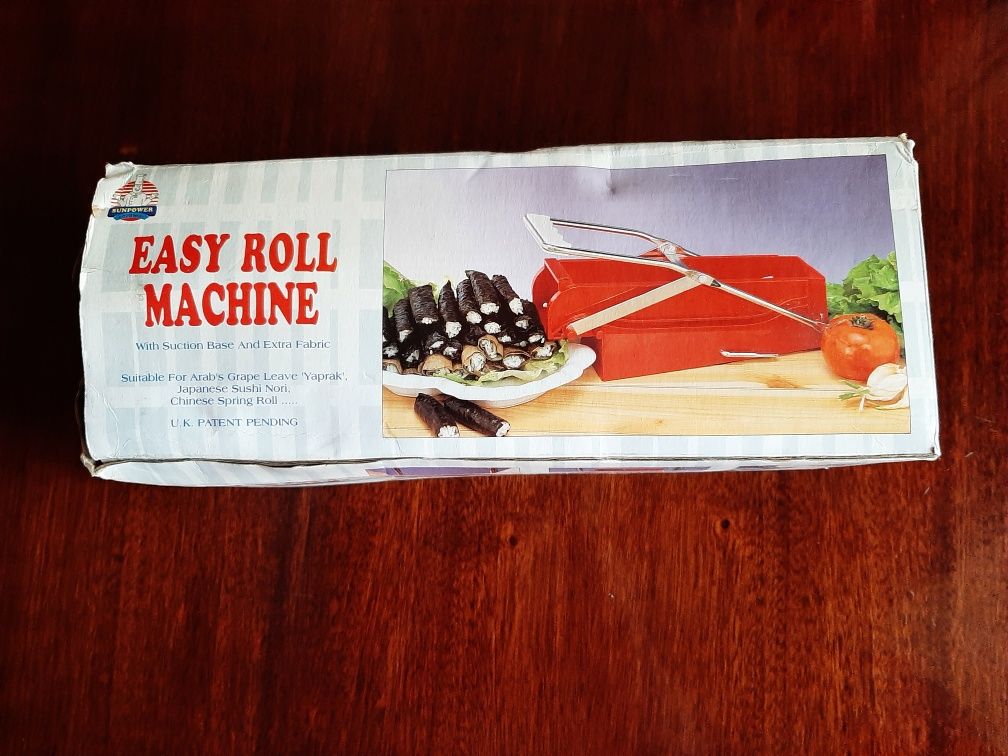 SUNPOWER
EASY ROLL
MACHINE
With Suction Base And Extra Fabric
Suitable For Arab's Grape Leave 'Yaprak',
Japanese Sushi Nori,
Chinese Spring Roll .....
U.K. PATENT PENDING